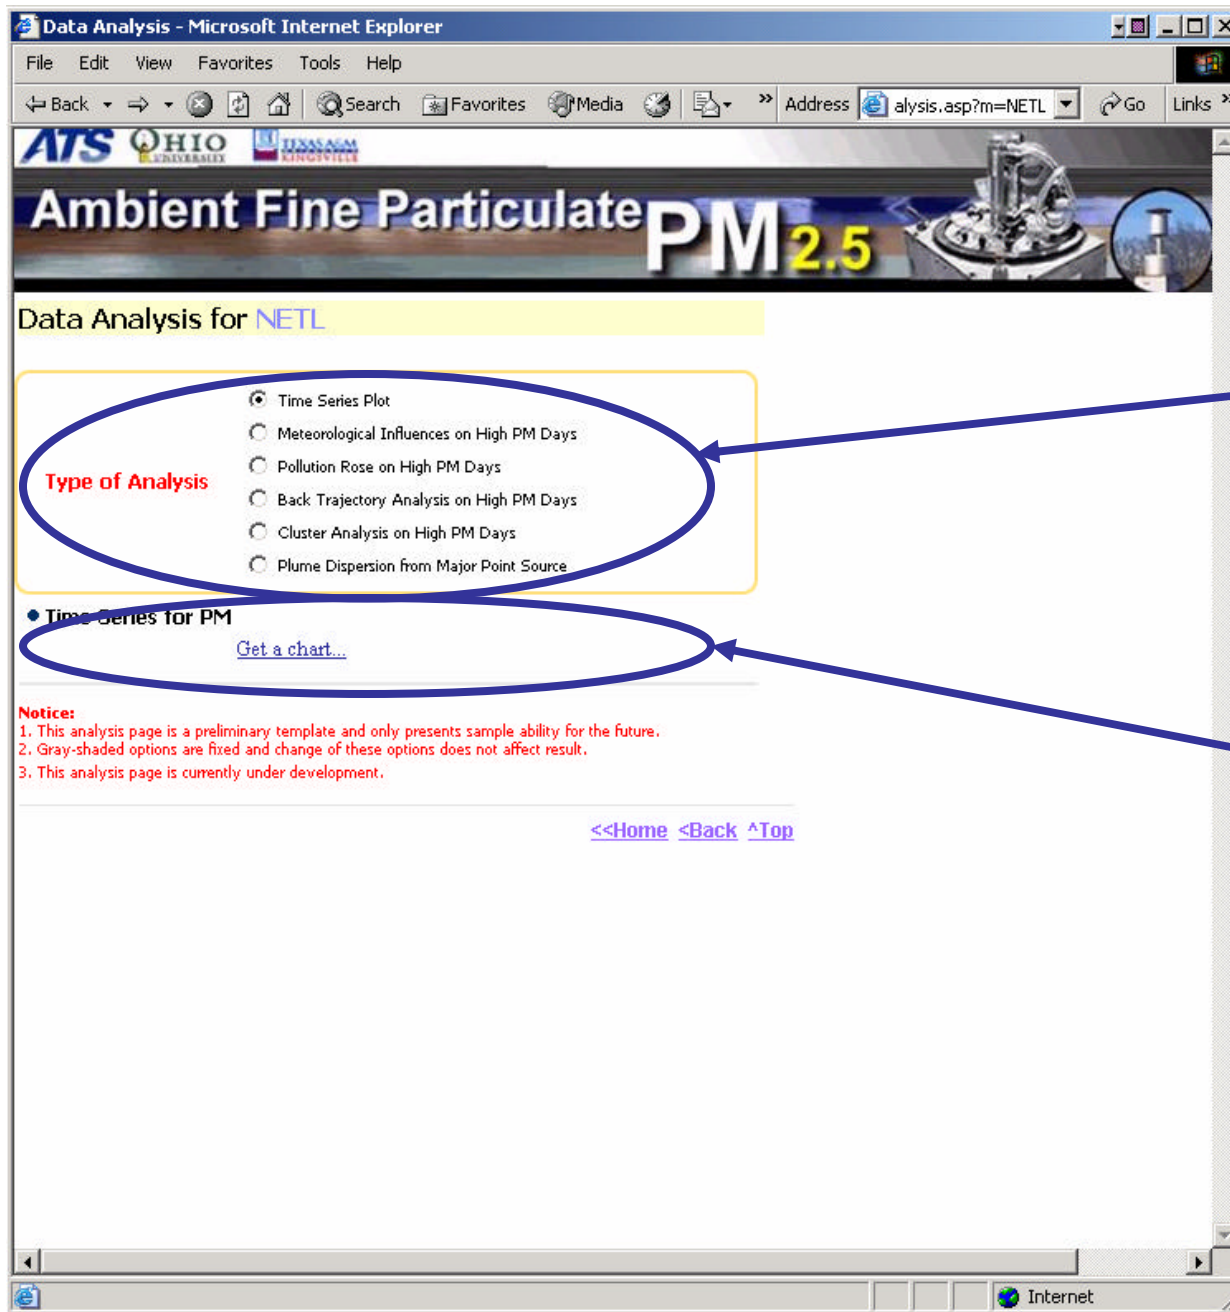 Data Analysis - Microsoft Internet Explorer
File Edit View Favorites Tools Help
Back Search Favorites Media » Address alysis.asp?m=NETL Go Links »
ATS OHIO UNIVERSITY TEXAS A&M KINGSVILLE
Ambient Fine Particulate PM 2.5
Data Analysis for NETL
Time Series Plot
Meteorological Influences on High PM Days
Pollution Rose on High PM Days
Type of Analysis
Back Trajectory Analysis on High PM Days
Cluster Analysis on High PM Days
Plume Dispersion from Major Point Source
• Time Series for PM
Get a chart...
Notice:
1. This analysis page is a preliminary template and only presents sample ability for the future.
2. Gray-shaded options are fixed and change of these options does not affect result.
3. This analysis page is currently under development.
<<Home <Back ^Top
Internet